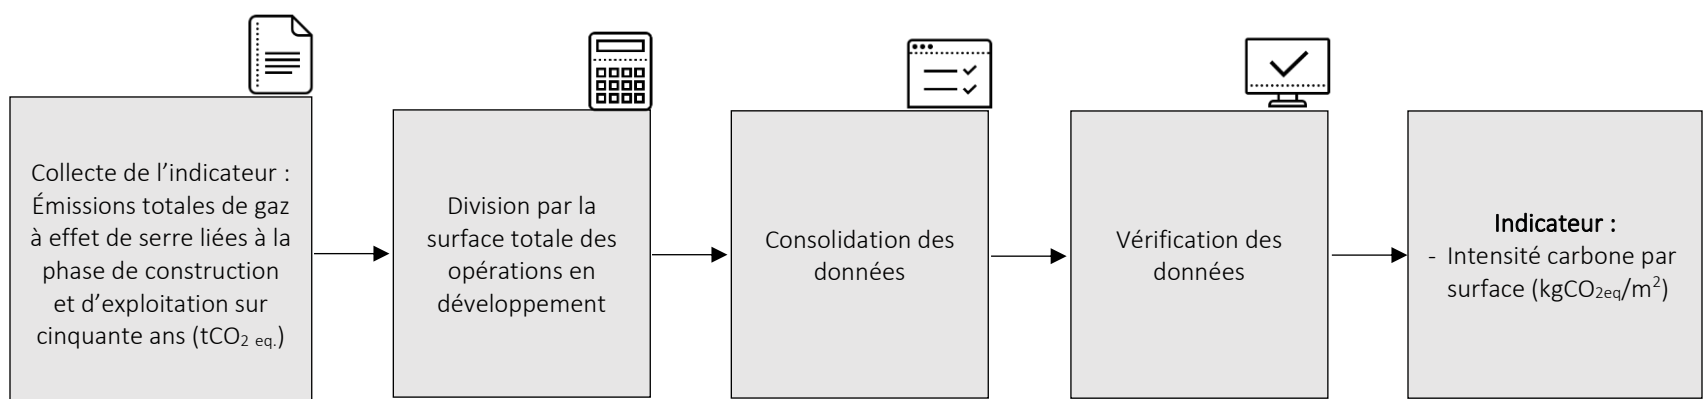 Collecte de l’indicateur :
Émissions totales de gaz
à effet de serre liées à la
phase de construction
et d’exploitation sur
cinquante ans (tCO₂ eq.)
Division par la
surface totale des
opérations en
développement
Consolidation des
données
Vérification des
données
Indicateur :
- Intensité carbone par
surface (kgCO₂eq/m²)